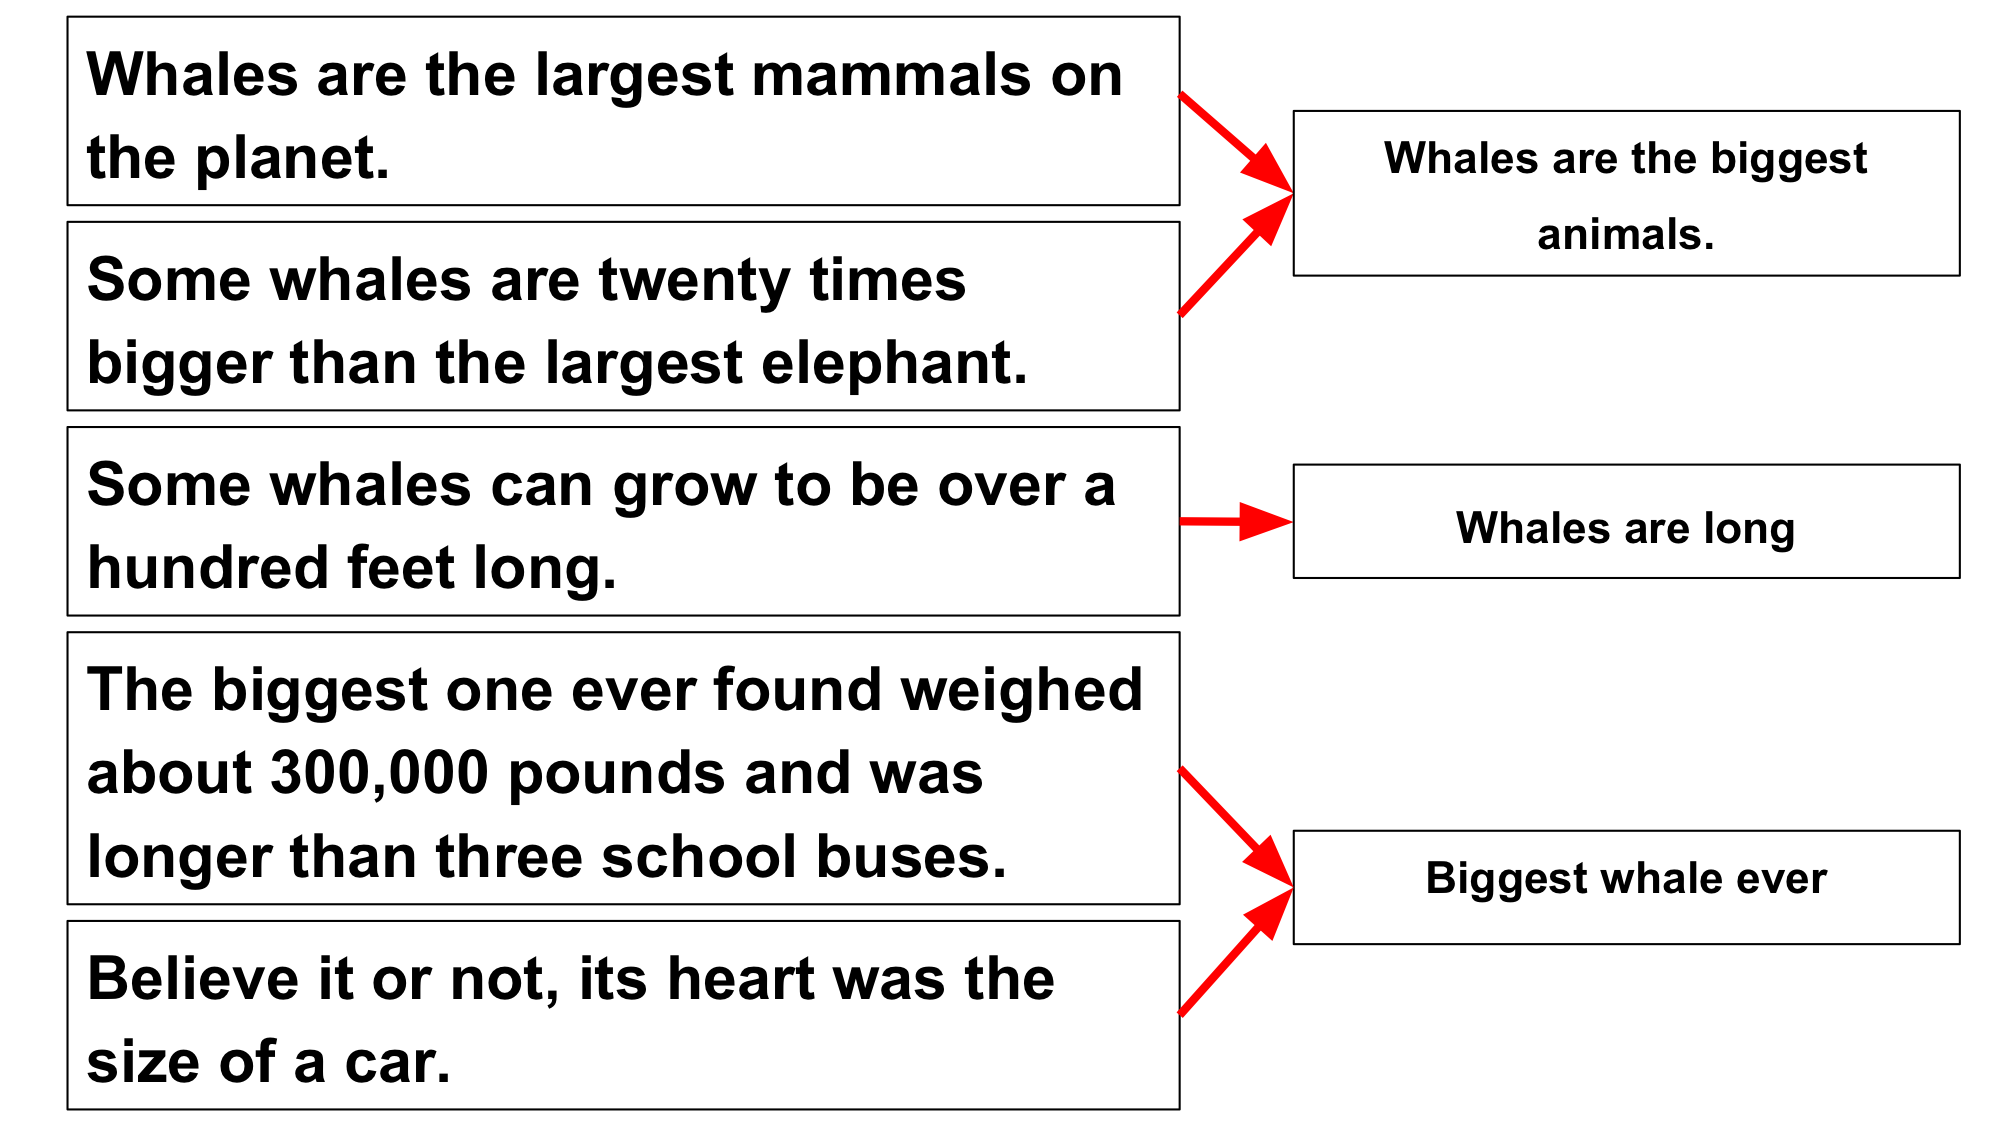 Whales are the largest mammals on
the planet.
Some whales are twenty times
bigger than the largest elephant.
Some whales can grow to be over a
hundred feet long.
The biggest one ever found weighed
about 300,000 pounds and was
longer than three school buses.
Believe it or not, its heart was the
size of a car.
Whales are the biggest
animals.
Whales are long
Biggest whale ever